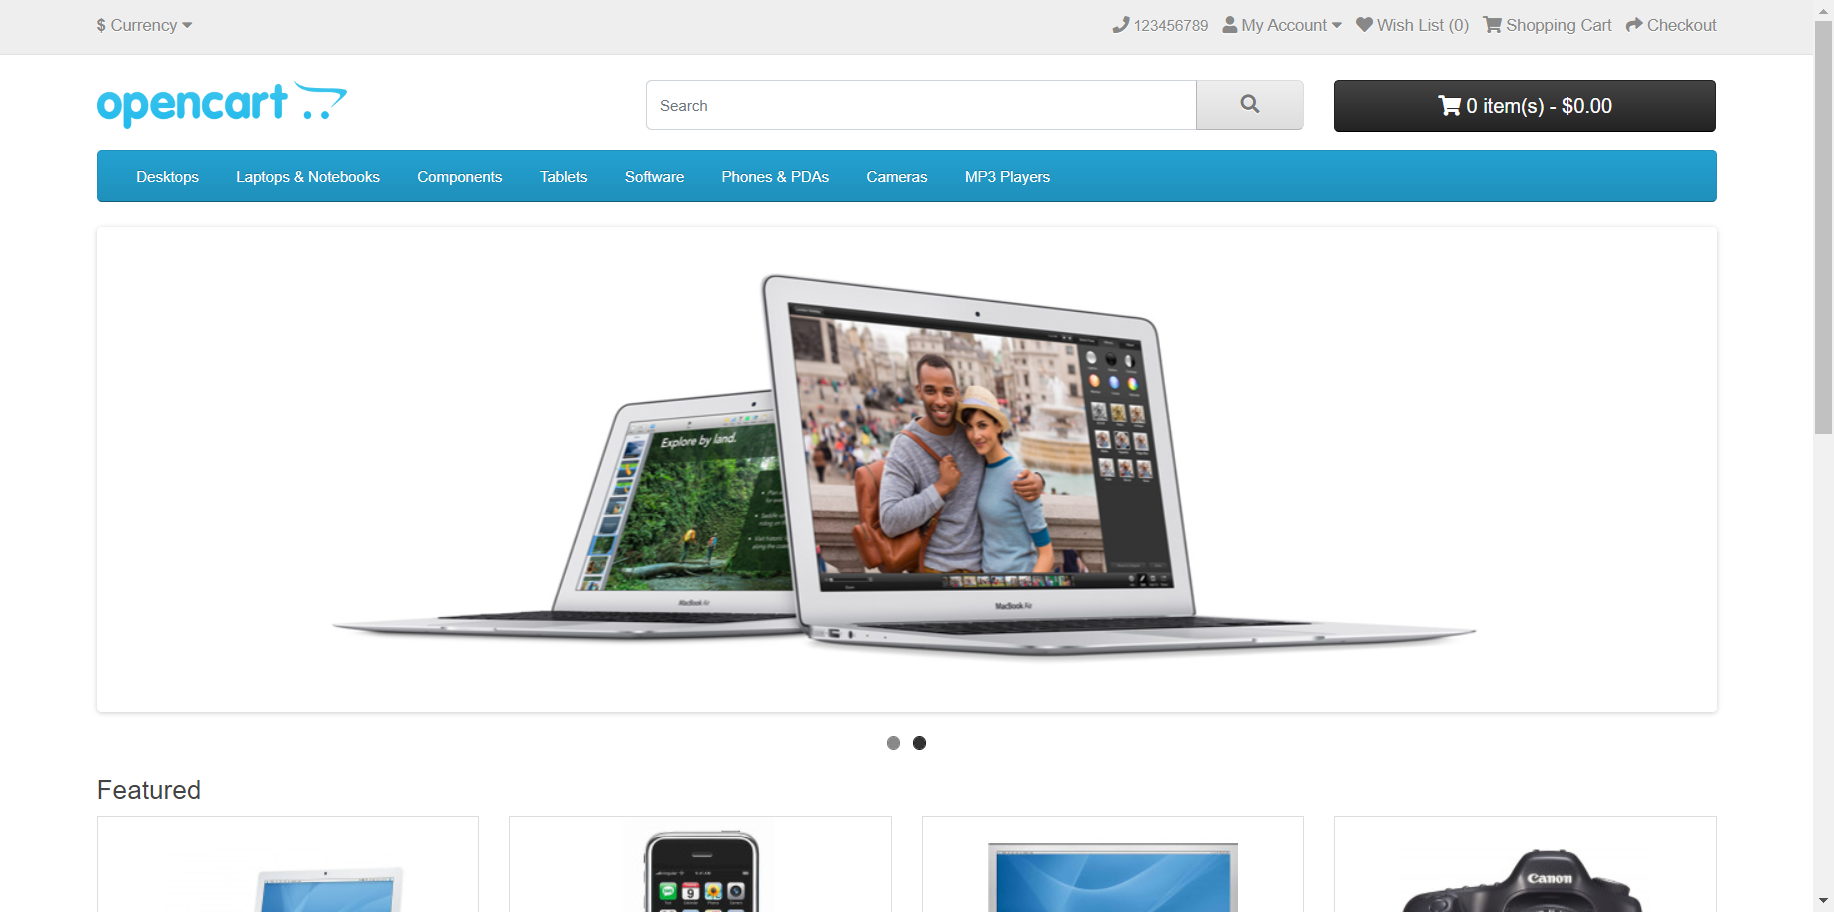 $ Currency
123456789 My Account Wish List (0) Shopping Cart Checkout
opencart
Search
0 item(s) - $0.00
Desktops Laptops & Notebooks Components Tablets Software Phones & PDAs Cameras MP3 Players
Explore by land.
MacBook Air
MacBook Air
Featured
Canon